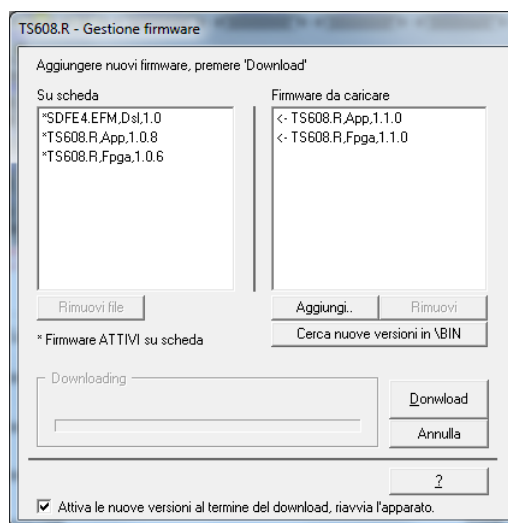 TS608.R - Gestione firmware
Aggiungere nuovi firmware, premere 'Download'
Su scheda
Firmware da caricare
*SDFE4.EFM,Dsl,1.0
*TS608.R,App,1.0.8
*TS608.R,Fpga,1.0.6
<- TS608.R,App,1.1.0
<- TS608.R,Fpga,1.1.0
Rimuovi file
Aggiungi..
Rimuovi
* Firmware ATTIVI su scheda
Cerca nuove versioni in \BIN
Downloading
Donwload
Annulla
?
Attiva le nuove versioni al termine del download, riavvia l'apparato.